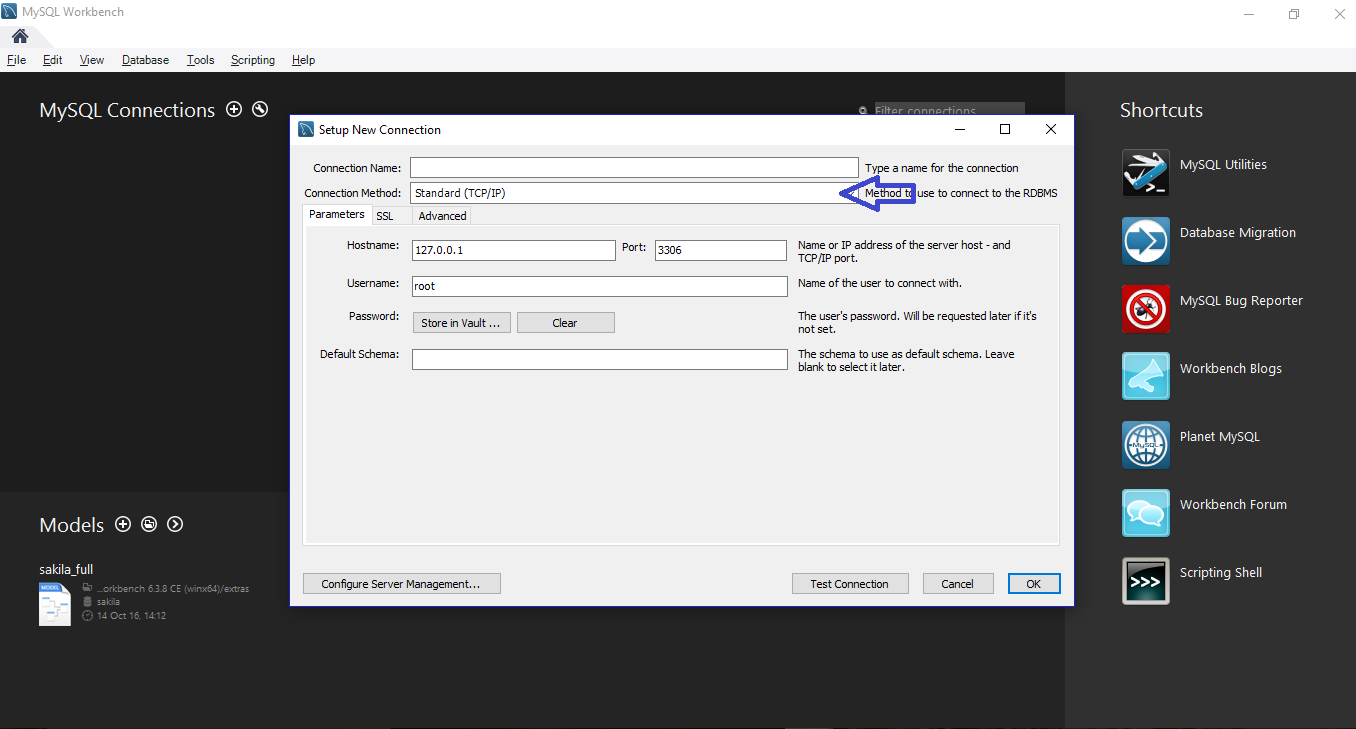 MySQL Workbench
File Edit View Database Tools Scripting Help
MySQL Connections
Filter connections
Shortcuts
MySQL Utilities
Database Migration
MySQL Bug Reporter
Workbench Blogs
Planet MySQL
MySQL
Workbench Forum
Scripting Shell
Setup New Connection
Connection Name: Type a name for the connection
Connection Method: Standard (TCP/IP) Method to use to connect to the RDBMS
Parameters SSL Advanced
Hostname: 127.0.0.1 Port: 3306 Name or IP address of the server host - and
TCP/IP port.
Username: root Name of the user to connect with.
Password: Store in Vault ... Clear The user's password. Will be requested later if it's
not set.
Default Schema: The schema to use as default schema. Leave
blank to select it later.
Configure Server Management... Test Connection Cancel OK
Models
sakila_full
MODEL
...orkbench 6.3.8 CE (winx64)/extras
sakila
14 Oct 16, 14:12